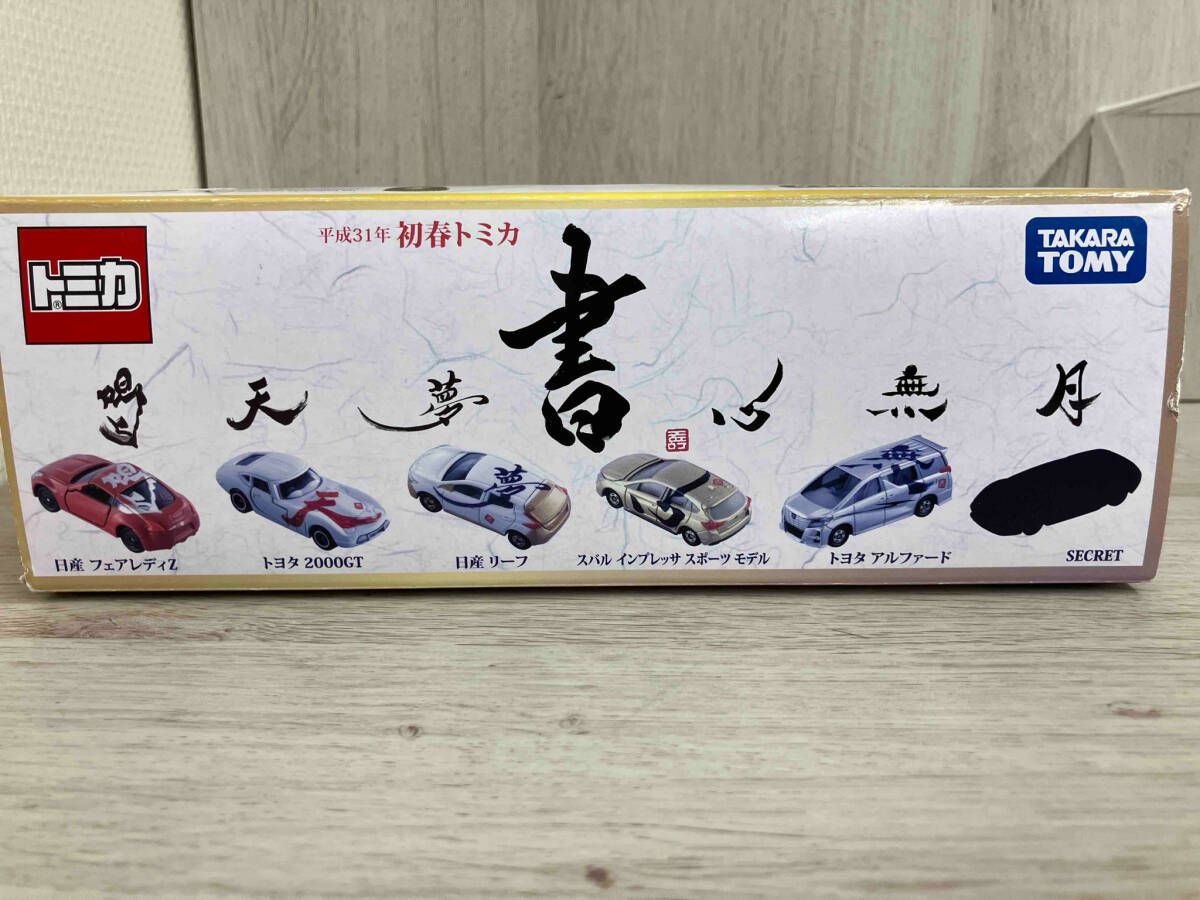 トミカ
平成31年 初春トミカ
TAKARA
TOMY
書
天 夢 心 無 月
日産 フェアレディZ
トヨタ 2000GT
日産 リーフ
スバル インプレッサ スポーツ モデル
トヨタ アルファード
SECRET